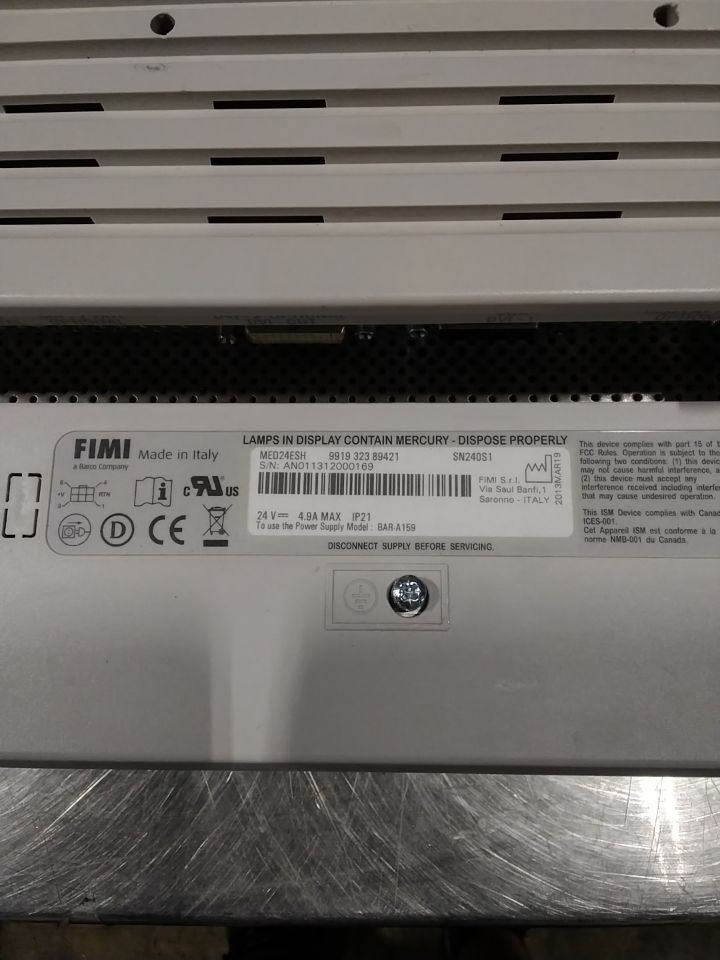 FIMI
a Barco Company
Made in Italy
+V
RTN
i
c RU US
D
CE
LAMPS IN DISPLAY CONTAIN MERCURY - DISPOSE PROPERLY
MED24ESH 9919 323 89421 SN240S1
S/N: AN011312000169
FIMI S.r.l.
Via Saul Banfi,1
Saronno - ITALY
2013MAR19
24 V 4.9A MAX IP21
To use the Power Supply Model : BAR-A159
DISCONNECT SUPPLY BEFORE SERVICING.
This device complies with part 15 of
FCC Rules. Operation is subject to the
following two conditions: (1) this device
may not cause harmful interference,
(2) this device must accept any
interference received including
that may cause undesired operation.
This ISM Device complies with
ICES-001.
Cet Appareil ISM est conforme à la
norme NMB-001 du Canada.